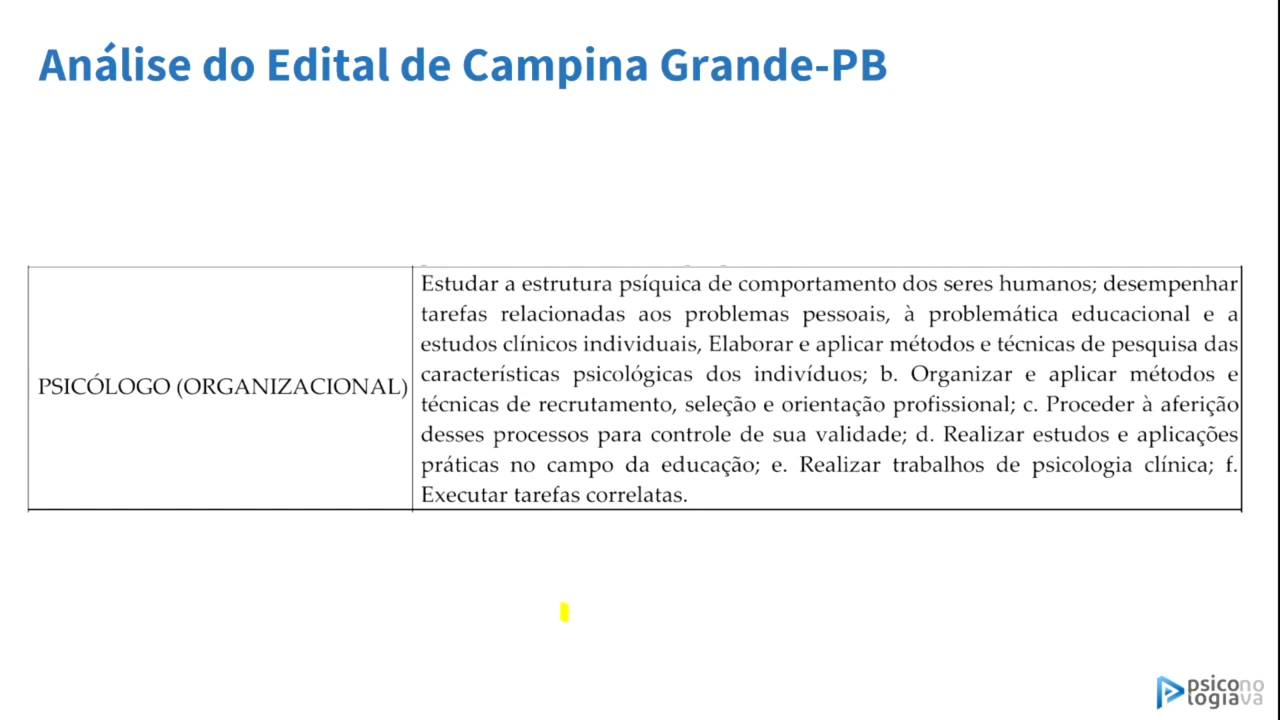 Análise do Edital de Campina Grande-PB
PSICÓLOGO (ORGANIZACIONAL)
Estudar a estrutura psíquica de comportamento dos seres humanos; desempenhar
tarefas relacionadas aos problemas pessoais, à problemática educacional e a
estudos clínicos individuais, Elaborar e aplicar métodos e técnicas de pesquisa das
características psicológicas dos indivíduos; b. Organizar e aplicar métodos e
técnicas de recrutamento, seleção e orientação profissional; c. Proceder à aferição
desses processos para controle de sua validade; d. Realizar estudos e aplicações
práticas no campo da educação; e. Realizar trabalhos de psicologia clínica; f.
Executar tarefas correlatas.
psicono
logiava